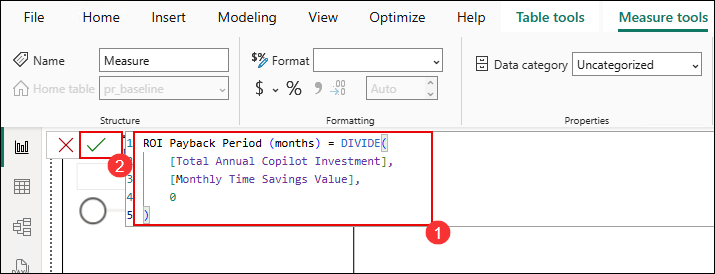 File Home Insert Modeling View Optimize Help Table tools Measure tools
Name Measure
Home table pr_baseline
Structure
$% Format
$ % 9 .00 →0 Auto
Formatting
Data category Uncategorized
Properties
1 ROI Payback Period (months) = DIVIDE(
[Total Annual Copilot Investment],
3 [Monthly Time Savings Value],
4 0
5 )
2
1